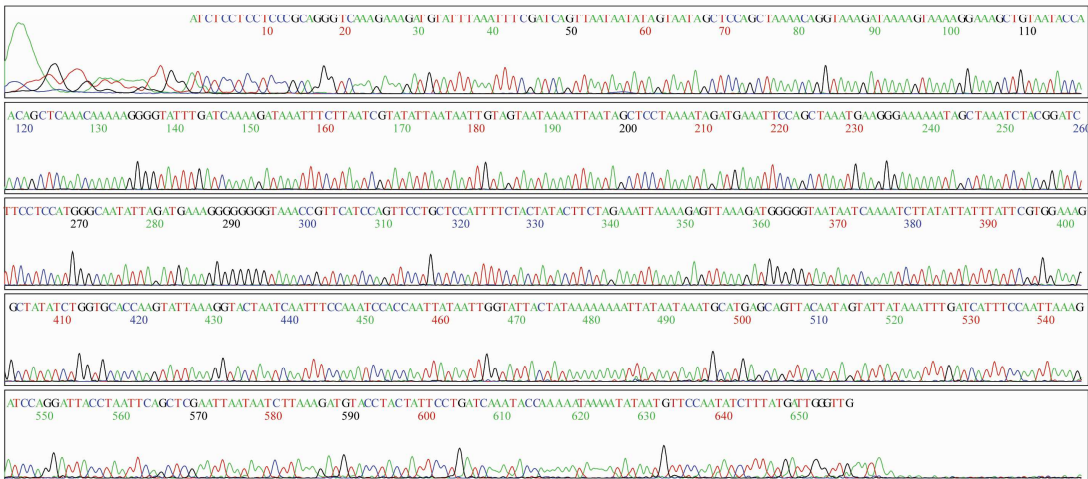 ATCTCCTCCTCCCGCAGGGTCAAAGAAAGATGTATTTAAATTTCGATCAGTTAATAATATAGTAATAGCTCCAGCTAAAACAGGTAAAGATAAAAGTAAAAGGAAAGCTGTAATACCA
10 20 30 40 50 60 70 80 90 100 110
ACAGCTCAAACAAAAAGGGGTATTTGATCAAAAGATAAATTTCTTAATCGTATATTAATAATTGTAGTAATAAAATTAATAGCTCCTAAAATAGATGAAATTCCAGCTAAATGAAGGGAAAAAATAGCTAAATCTACGGATC
120 130 140 150 160 170 180 190 200 210 220 230 240 250 260
TTCCTCCATGGGCAATATTAGATGAAAGGGGGGGGTAAACCGTTCATCCAGTTCCTGCTCCATTTTCTACTATACTTCTAGAAATTAAAAGAGTTAAAGATGGGGGTAATAATCAAAATCTTATATTATTTATTCGTGGAAAG
270 280 290 300 310 320 330 340 350 360 370 380 390 400
GCTATATCTGGTGCACCAAGTATTAAAGGTACTAATCAATTTCCAAATCCACCAATTATAATTGGTATTACTATAAAAAAAATTATAATAAATGCATGAGCAGTTACAATAGTATTATAAATTTGATCATTTCCAATTAAAG
410 420 430 440 450 460 470 480 490 500 510 520 530 540
ATCCAGGATTACCTAATTCAGCTCGAATTAATAATCTTAAAGATGTACCTACTATTCCTGATCAAATACCAAAAATAAAATATAATGTTCCAATATCTTTATGATTGGGTTG
550 560 570 580 590 600 610 620 630 640 650